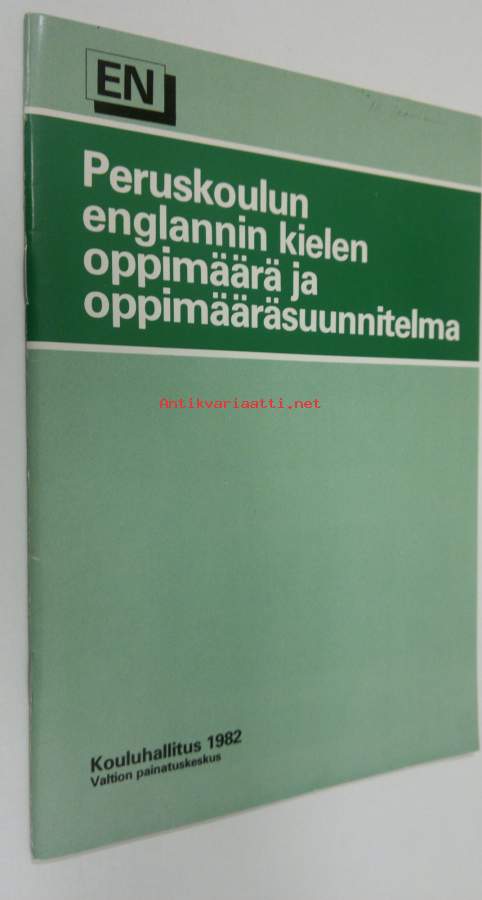 EN
Peruskoulun
englannin kielen
oppimäärä ja
oppimääräsuunnitelma
Antikvariaatti.net
Kouluhallitus 1982
Valtion painatuskeskus